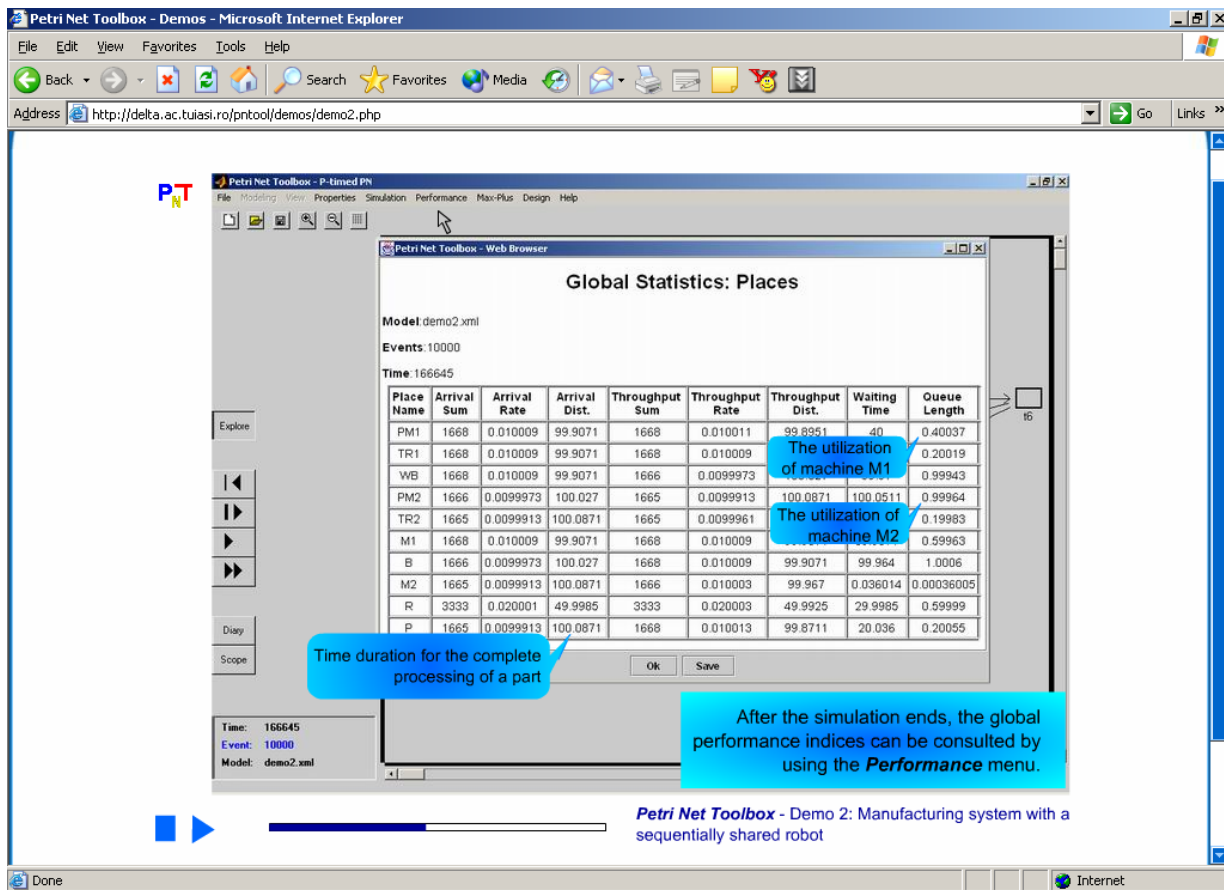 Petri Net Toolbox - Demos - Microsoft Internet Explorer
File Edit View Favorites Tools Help
Back Search Favorites Media
Address http://delta.ac.tuiasi.ro/pntool/demos/demo2.php Go Links »
PNT
Petri Net Toolbox - P-timed PN
File Modeling View Properties Simulation Performance Max-Plus Design Help
Petri Net Toolbox - Web Browser
Global Statistics: Places
Model:demo2.xml
Events:10000
Time:166645
Place Name Arrival Sum Arrival Rate Arrival Dist. Throughput Sum Throughput Rate Throughput Dist. Waiting Time Queue Length
PM1 1668 0.010009 99.9071 1668 0.010011 99.8951 40 0.40037
TR1 1668 0.010009 99.9071 1668 0.010009 0.20019
WB 1668 0.010009 99.9071 1666 0.0099973 0.99943
PM2 1666 0.0099973 100.027 1665 0.0099913 100.0871 100.0511 0.99964
TR2 1665 0.0099913 100.0871 1665 0.0099961 0.19983
M1 1668 0.010009 99.9071 1668 0.010009 0.59963
B 1666 0.0099973 100.027 1668 0.010009 99.9071 99.964 1.0006
M2 1665 0.0099913 100.0871 1666 0.010003 99.967 0.036014 0.00036005
R 3333 0.020001 49.9985 3333 0.020003 49.9925 29.9985 0.59999
P 1665 0.0099913 100.0871 1668 0.010013 99.8711 20.036 0.20055
The utilization
of machine M1
The utilization of
machine M2
t6
Explore
Diary
Scope
Time duration for the complete
processing of a part
Ok Save
Time: 166645
Event: 10000
Model: demo2.xml
After the simulation ends, the global
performance indices can be consulted by
using the Performance menu.
Petri Net Toolbox - Demo 2: Manufacturing system with a
sequentially shared robot
Done Internet